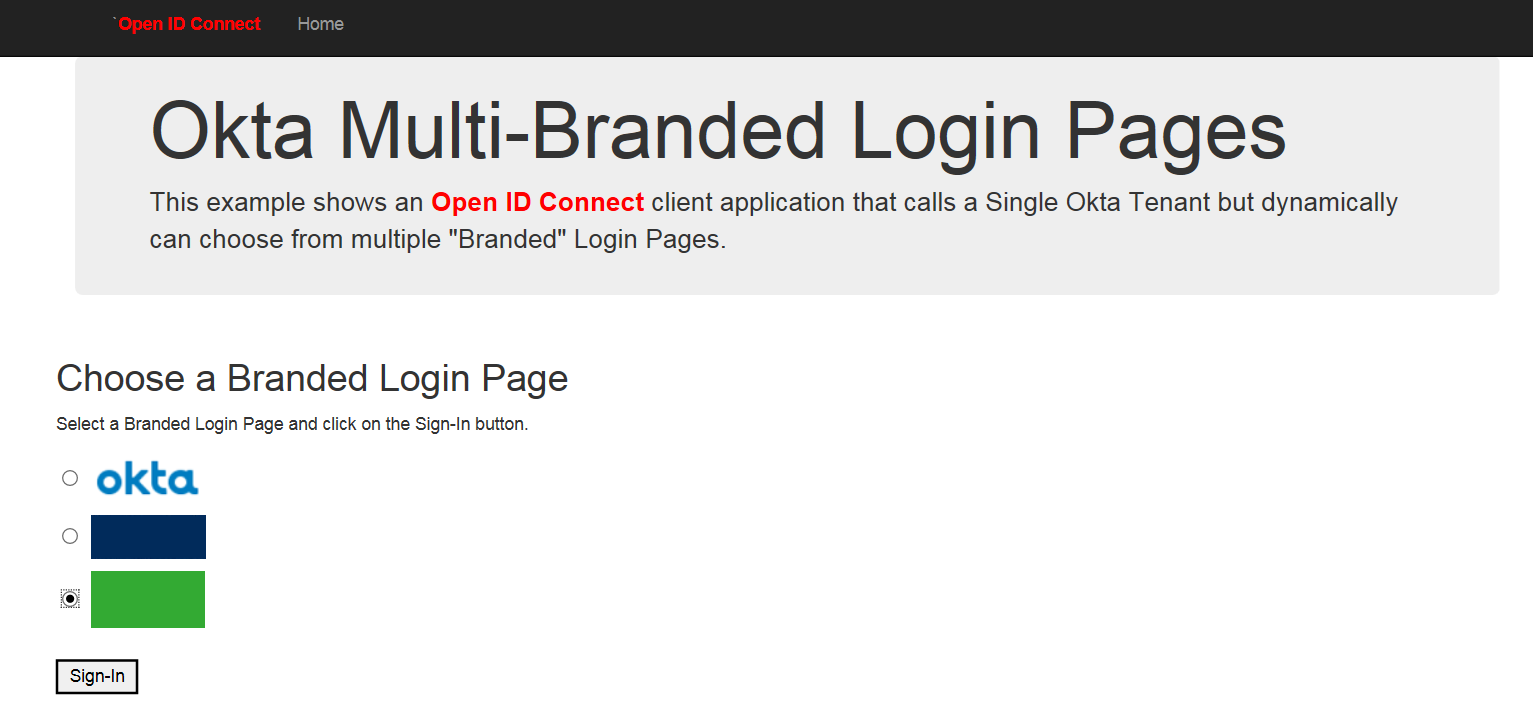 `Open ID Connect Home
Okta Multi-Branded Login Pages
This example shows an Open ID Connect client application that calls a Single Okta Tenant but dynamically
can choose from multiple "Branded" Login Pages.
Choose a Branded Login Page
Select a Branded Login Page and click on the Sign-In button.
okta
Sign-In